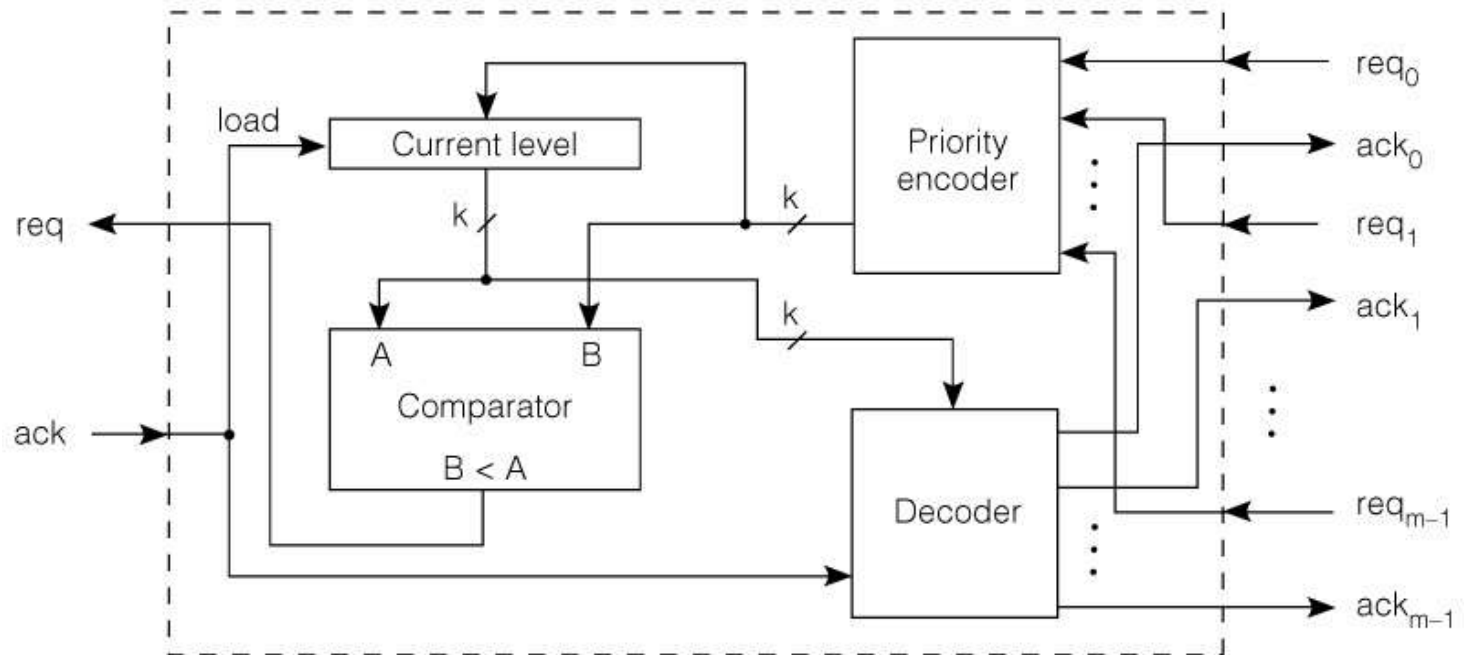 req₀
load
Current level
Priority
encoder
ack₀
k
k
req
req₁
k
ack₁
A
B
Comparator
ack
B < A
Decoder
reqₘ₋₁
ackₘ₋₁